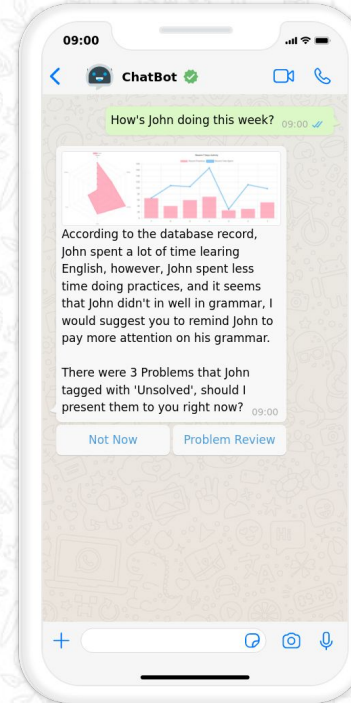 09:00
ChatBot
How's John doing this week? 09:00
According to the database record,
John spent a lot of time learing
English, however, John spent less
time doing practices, and it seems
that John didn't in well in grammar, I
would suggest you to remind John to
pay more attention on his grammar.
There were 3 Problems that John
tagged with 'Unsolved', should I
present them to you right now? 09:00
Not Now
Problem Review